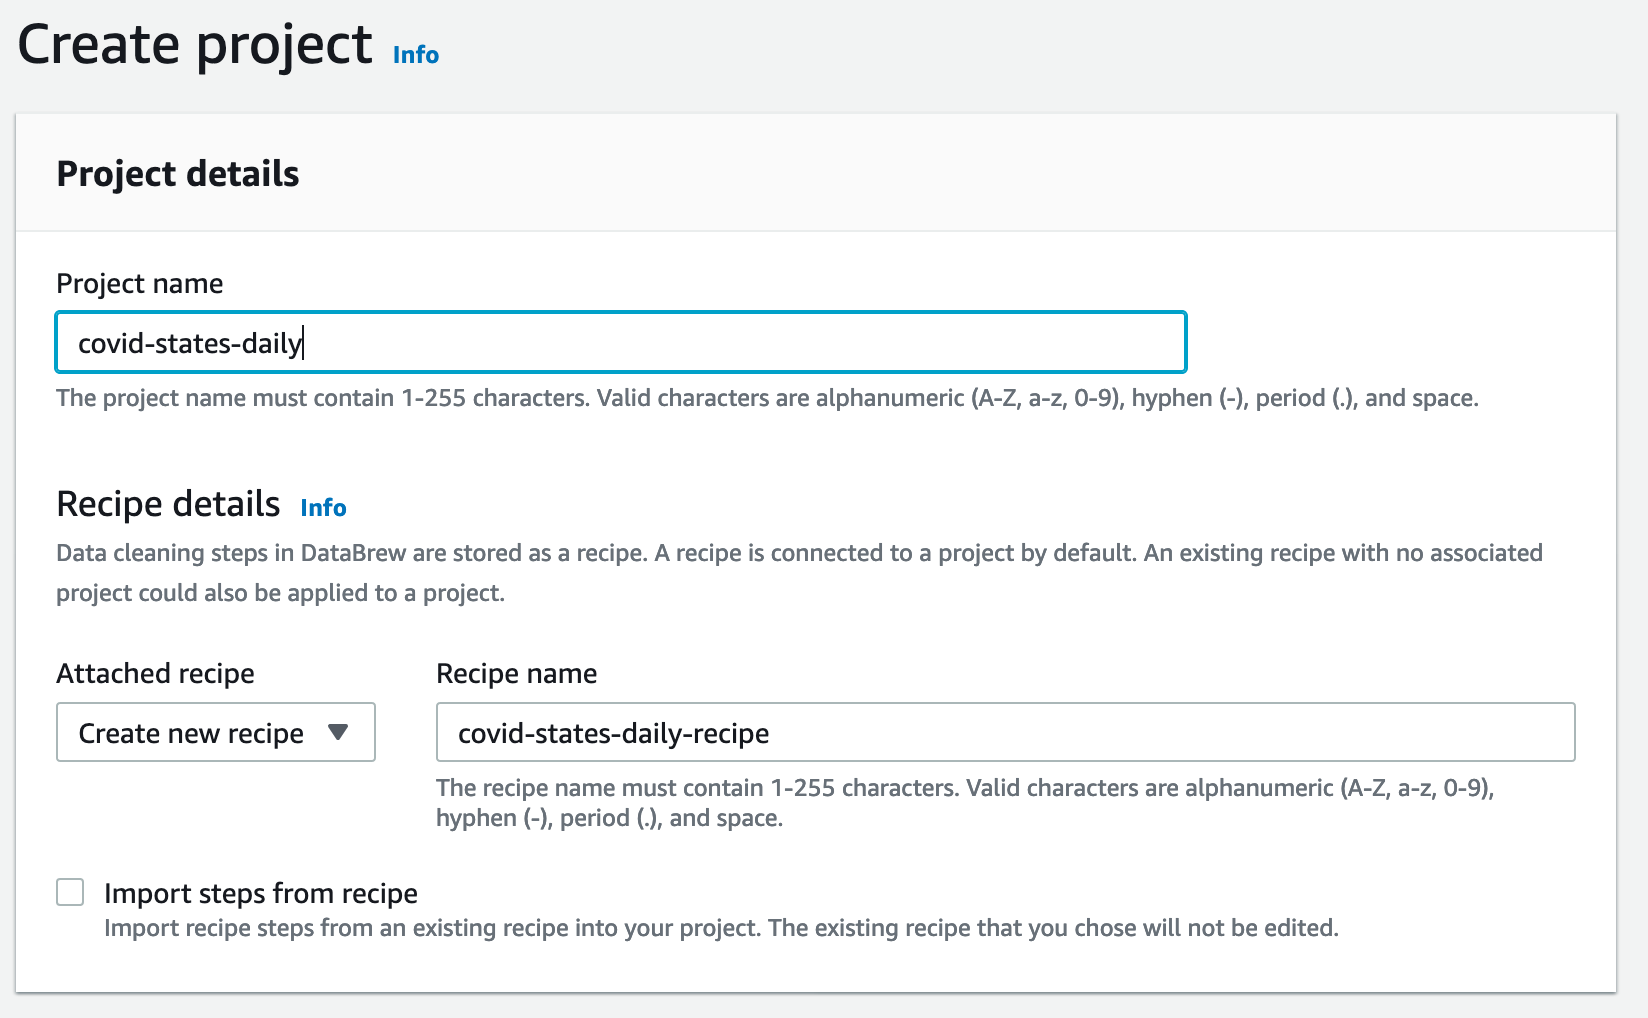 Create project Info
Project details
Project name
covid-states-daily
The project name must contain 1-255 characters. Valid characters are alphanumeric (A-Z, a-z, 0-9), hyphen (-), period (.), and space.
Recipe details Info
Data cleaning steps in DataBrew are stored as a recipe. A recipe is connected to a project by default. An existing recipe with no associated
project could also be applied to a project.
Attached recipe Recipe name
Create new recipe covid-states-daily-recipe
The recipe name must contain 1-255 characters. Valid characters are alphanumeric (A-Z, a-z, 0-9),
hyphen (-), period (.), and space.
Import steps from recipe
Import recipe steps from an existing recipe into your project. The existing recipe that you chose will not be edited.